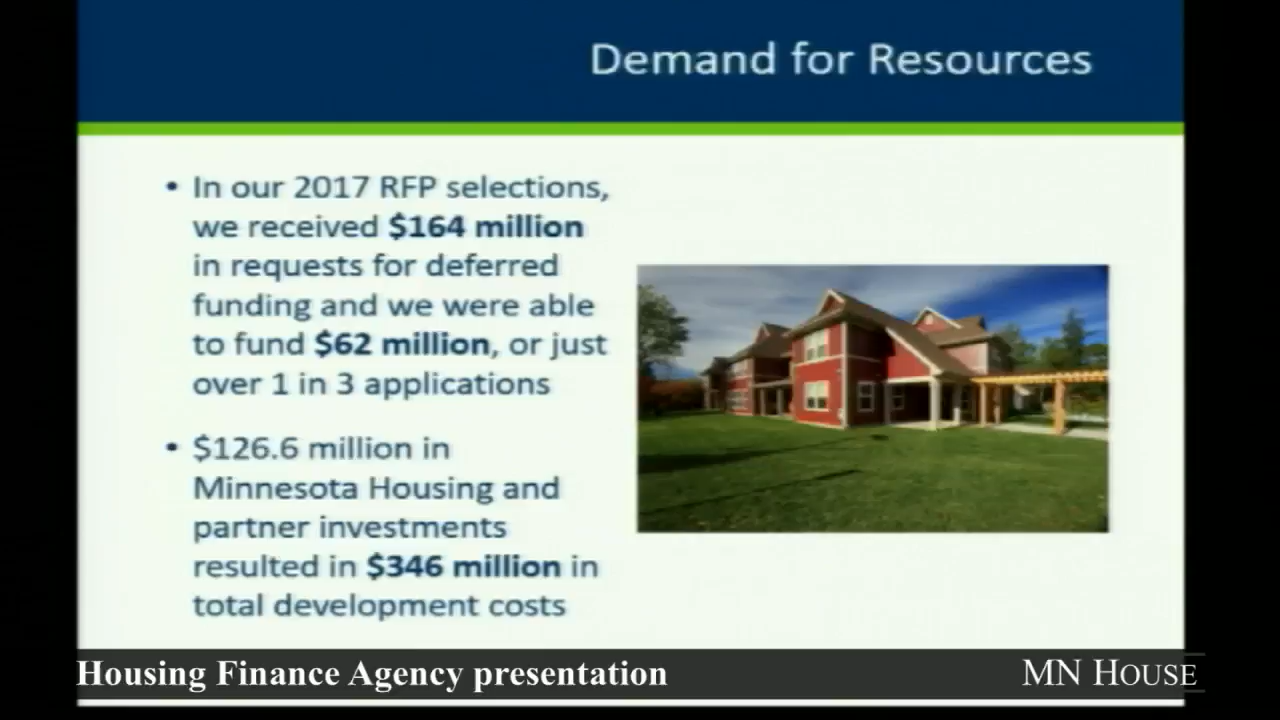 Demand for Resources
• In our 2017 RFP selections,
we received $164 million
in requests for deferred
funding and we were able
to fund $62 million, or just
over 1 in 3 applications
• $126.6 million in
Minnesota Housing and
partner investments
resulted in $346 million in
total development costs
Housing Finance Agency presentation
MN HOUSE